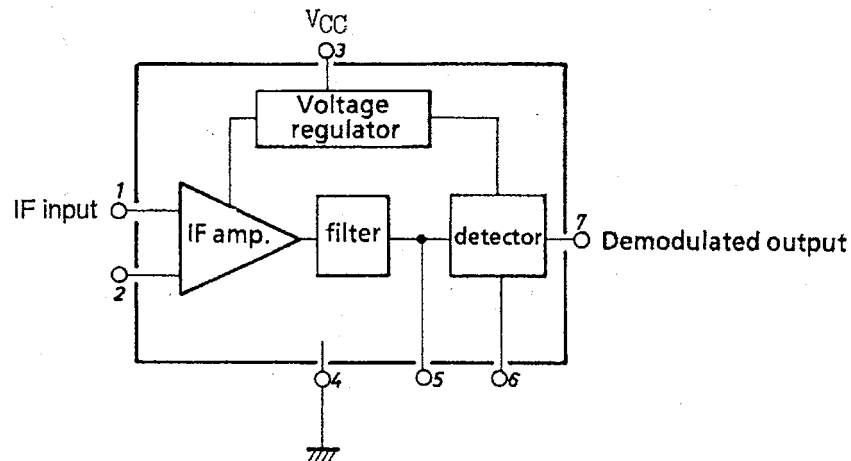 VCC
3
Voltage
regulator
1
IF input
IF amp.
filter
detector
7
Demodulated output
2
4
5
6